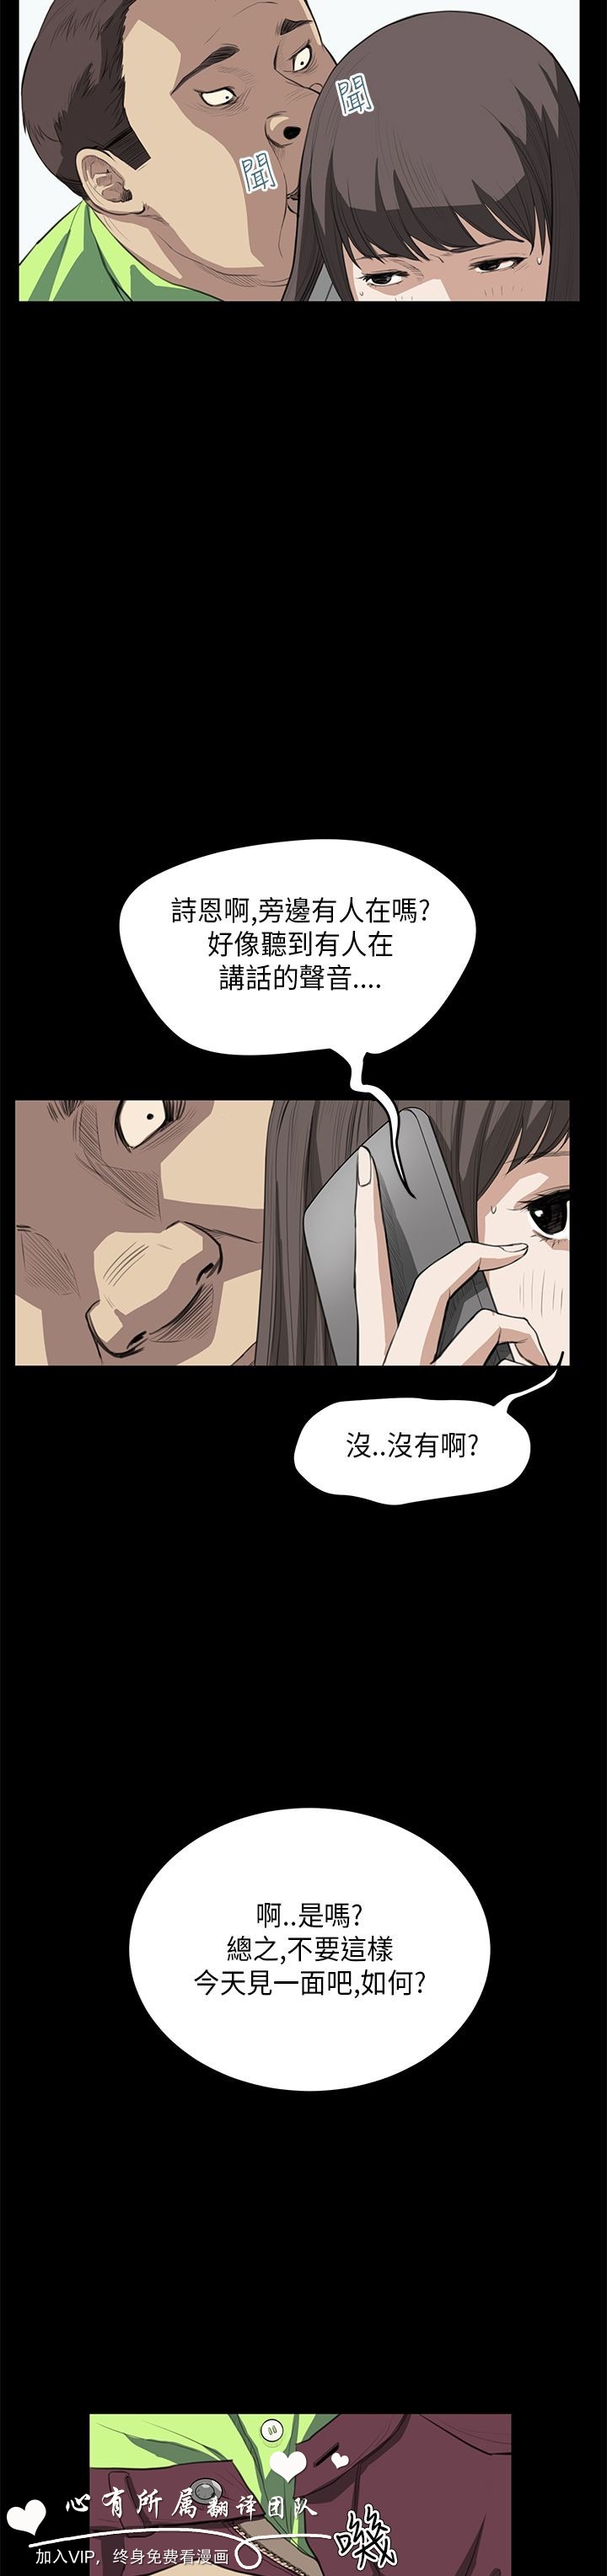 聞
聞
詩恩啊,旁邊有人在嗎?
好像聽到有人在
講話的聲音....
沒..沒有啊?
啊..是嗎?
總之,不要這樣
今天見一面吧,如何?
心有所属翻译团队
加入VIP，终身免费看漫画
嘰